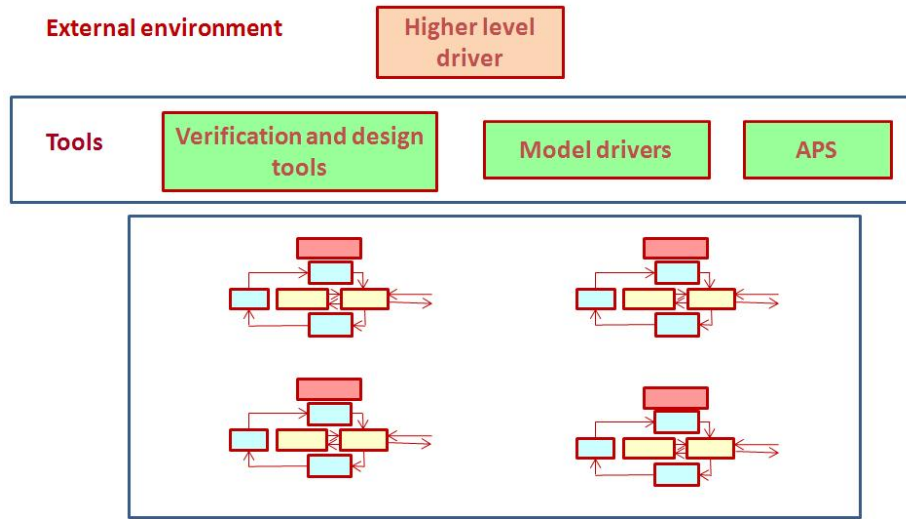 External environment
Higher level
driver
Tools
Verification and design
tools
Model drivers
APS